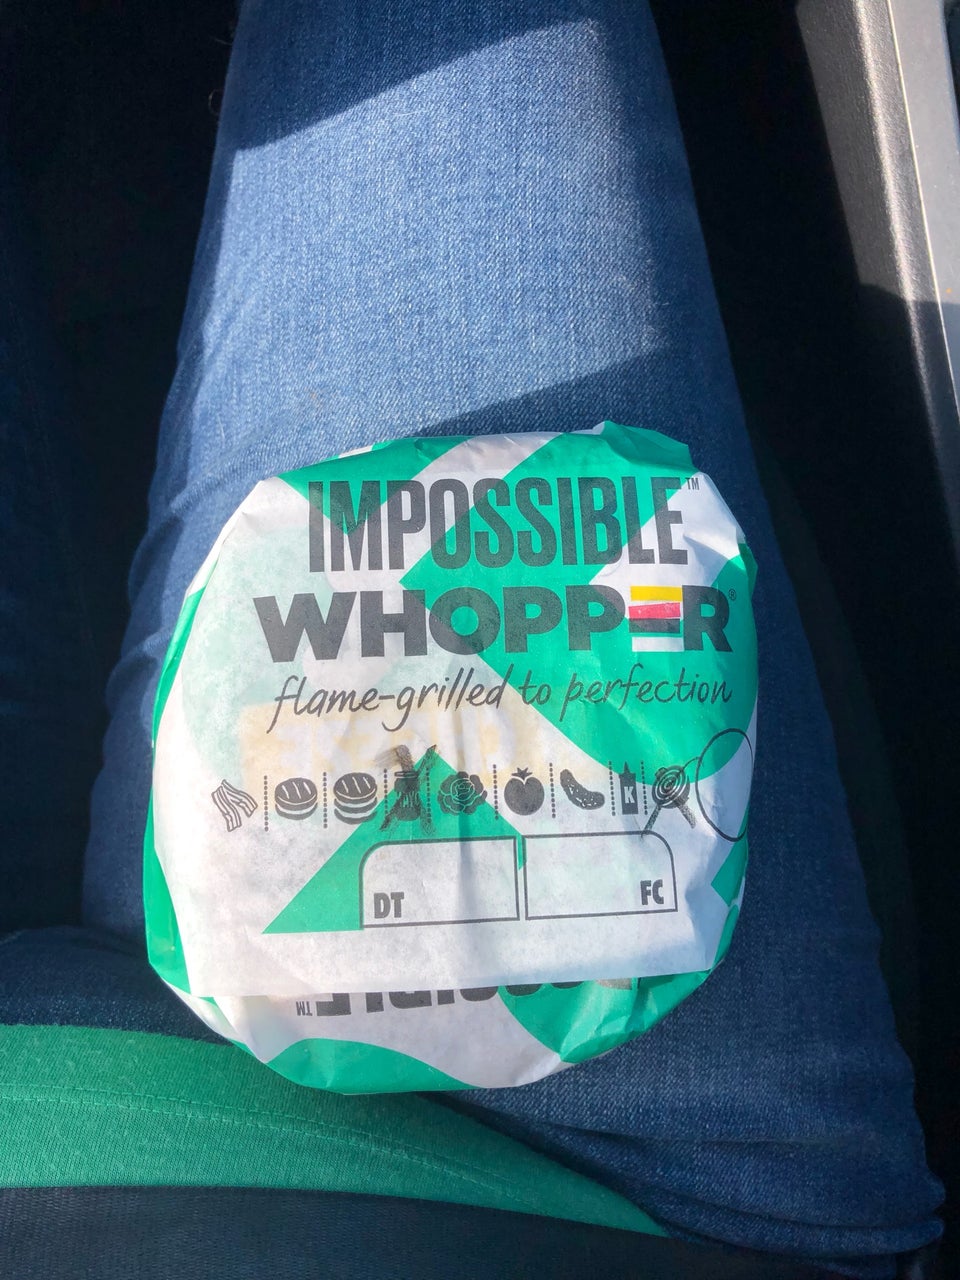 IMPOSSIBLE™
WHOPPER®
flame-grilled to perfection
K
DT FC